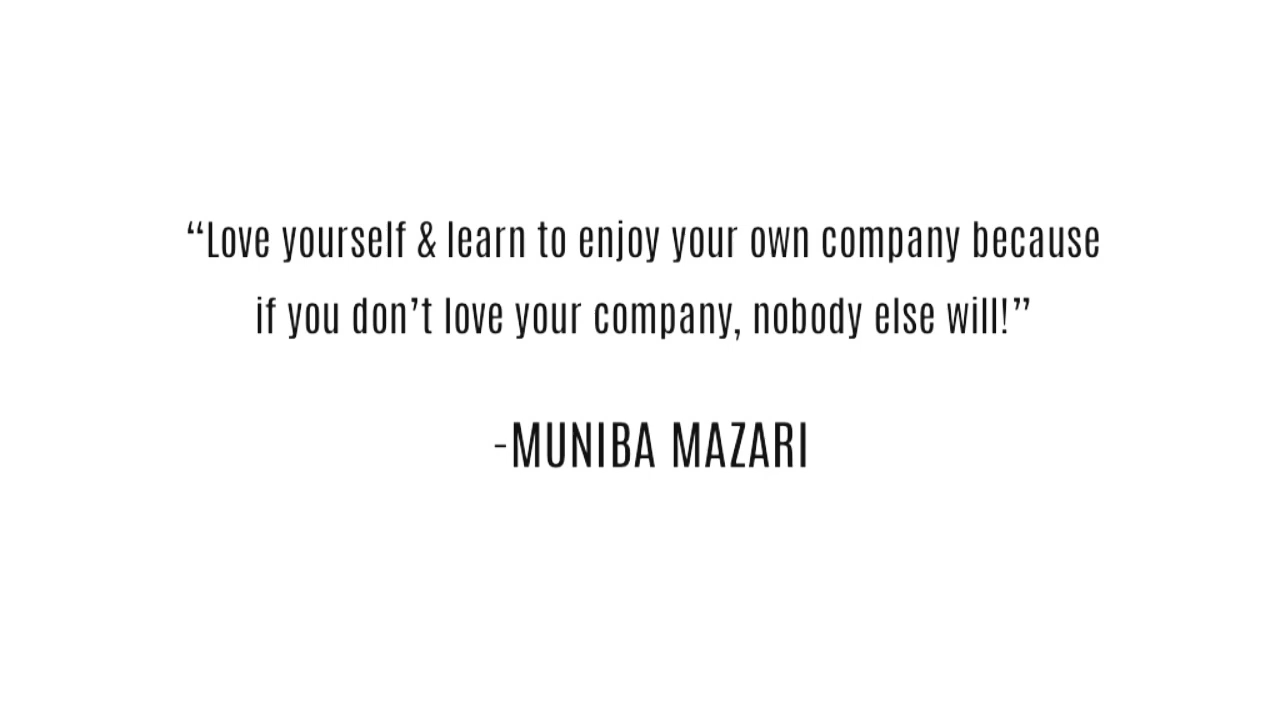 “Love yourself & learn to enjoy your own company because
if you don’t love your company, nobody else will!”
-MUNIBA MAZARI